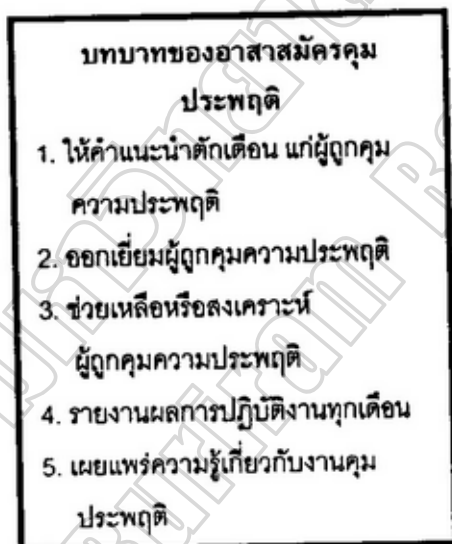 บทบาทของอาสาสมัครคุม
ประพฤติ
1. ให้คำแนะนำตักเตือน แก่ผู้ถูกคุม
ความประพฤติ
2. ออกเยี่ยมผู้ถูกคุมความประพฤติ
3. ช่วยเหลือหรือสงเคราะห์
ผู้ถูกคุมความประพฤติ
4. รายงานผลการปฏิบัติงานทุกเดือน
5. เผยแพร่ความรู้เกี่ยวกับงานคุม
ประพฤติ